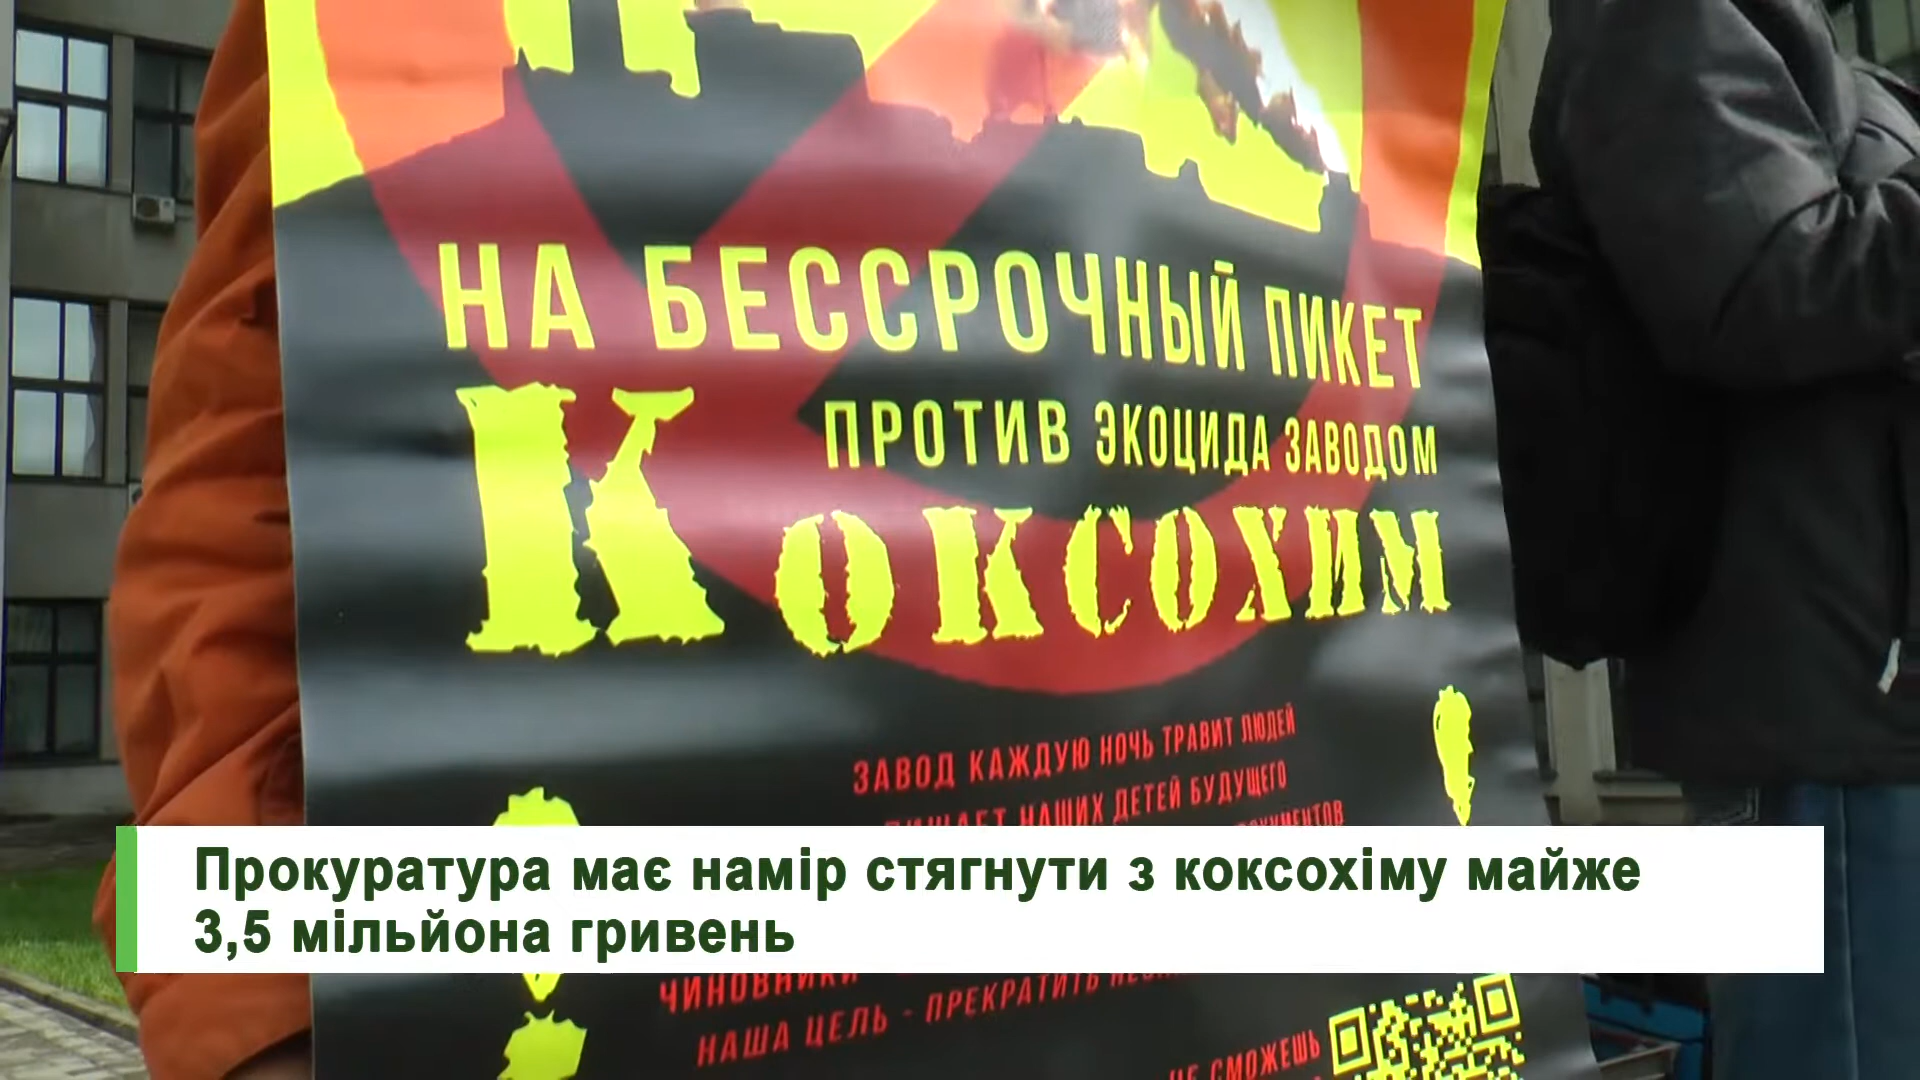 НА БЕССРОЧНЫЙ ПИКЕТ
ПРОТИВ ЭКОЦИДА ЗАВОДОМ
КОКСОХИМ
ЗАВОД КАЖДУЮ НОЧЬ ТРАВИТ ЛЮДЕЙ
НАШИХ ДЕТЕЙ БУДУЩЕГО
Прокуратура має намір стягнути з коксохіму майже
3,5 мільйона гривень
ЧИНОВНИКИ
НАША ЦЕЛЬ - ПРЕКРАТИТЬ
НЕ СМОЖЕШЬ